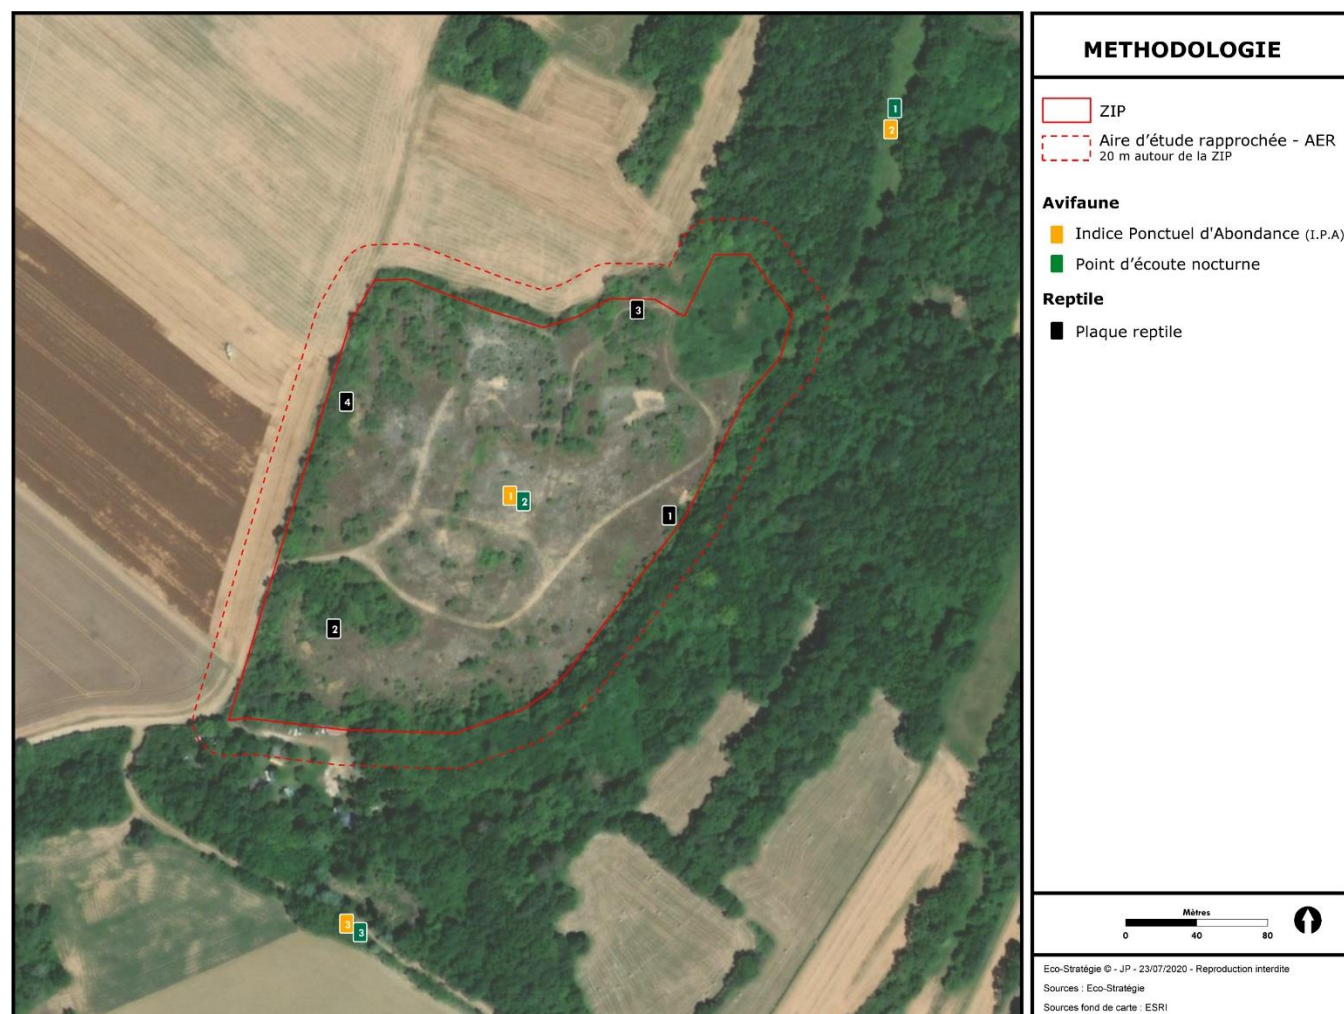 METHODOLOGIE
ZIP
Aire d'étude rapprochée - AER
20 m autour de la ZIP
Avifaune
Indice Ponctuel d'Abondance (I.P.A)
Point d'écoute nocturne
Reptile
Plaque reptile
1
2
3
4
1
2
1
2
3
3
Mètres
0 40 80
Eco-Stratégie © - JP - 23/07/2020 - Reproduction interdite
Sources : Eco-Stratégie
Sources fond de carte : ESRI